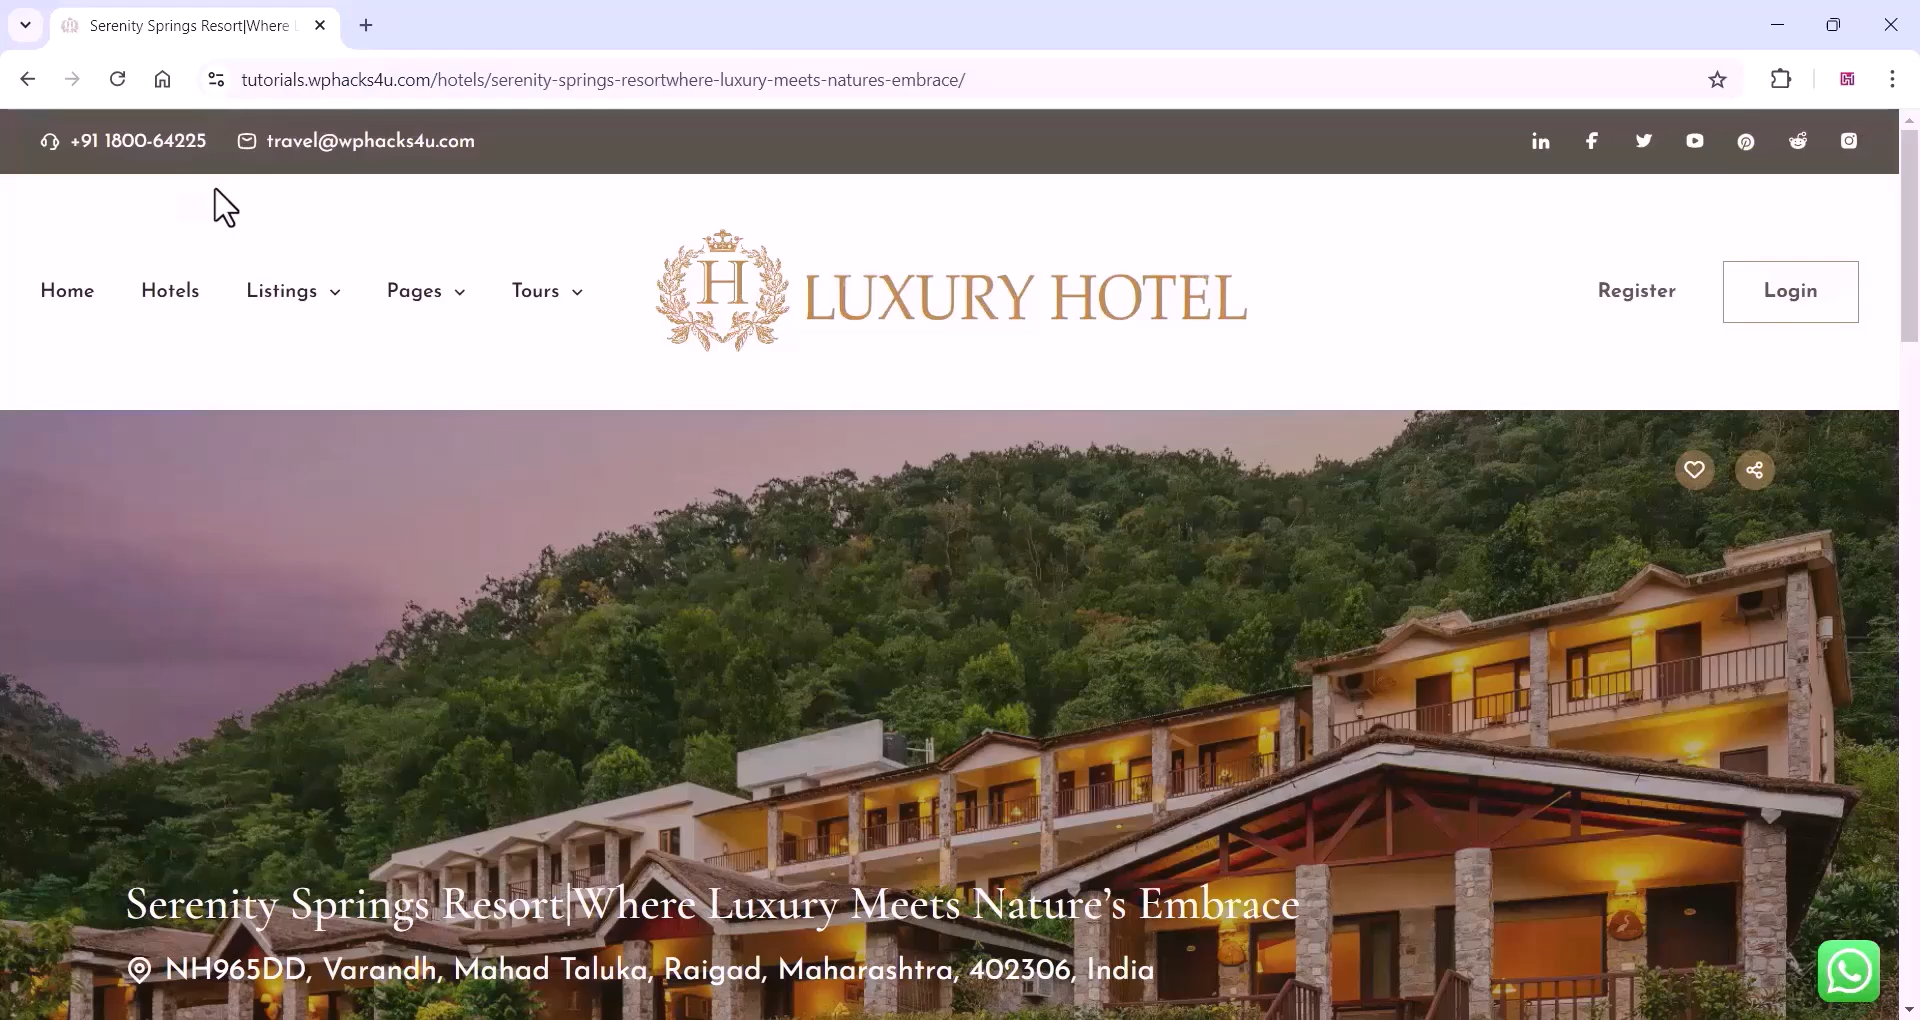 Serenity Springs Resort|Where
tutorials.wphacks4u.com/hotels/serenity-springs-resortwhere-luxury-meets-natures-embrace/
+91 1800-64225 travel@wphacks4u.com
Home Hotels Listings Pages Tours H LUXURY HOTEL Register Login
Serenity Springs Resort|Where Luxury Meets Nature’s Embrace
NH965DD, Varandh, Mahad Taluka, Raigad, Maharashtra, 402306, India